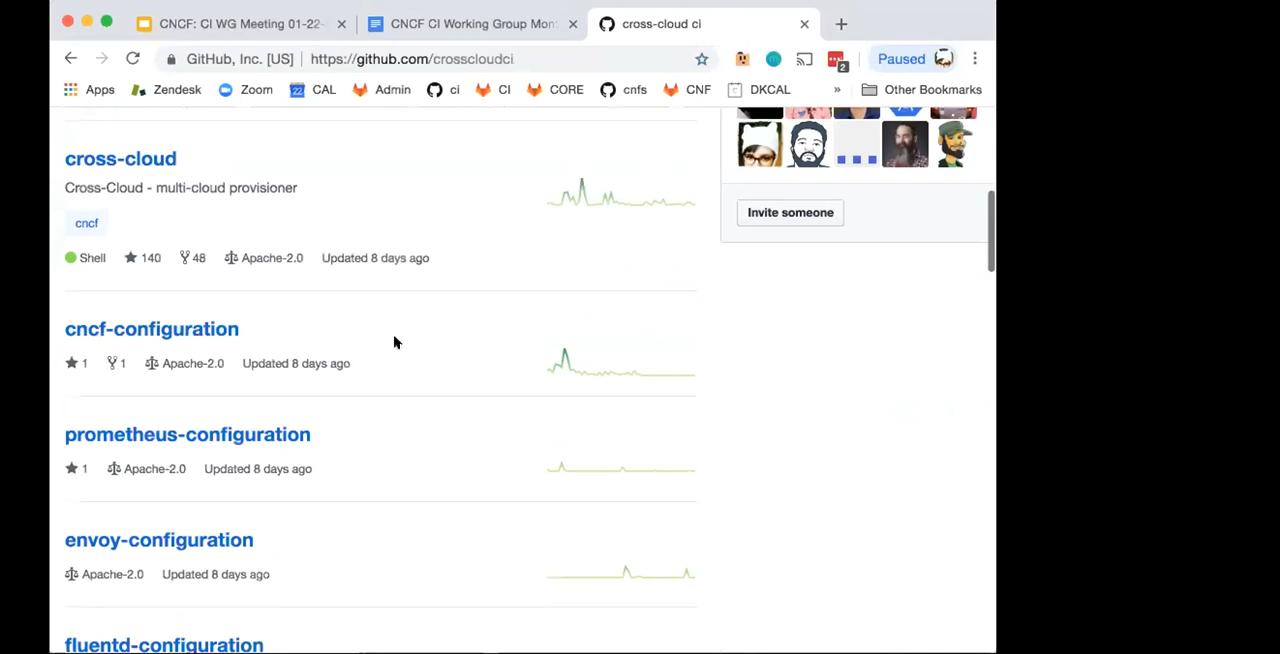 CNCF: CI WG Meeting 01-22-
CNCF CI Working Group Mon
cross-cloud ci
GitHub, Inc. [US]
https://github.com/crosscloudci
2
Paused
Apps
Zendesk
Zoom
22
CAL
Admin
ci
CI
CORE
cnfs
CNF
DKCAL
»
Other Bookmarks
cross-cloud
Cross-Cloud - multi-cloud provisioner
cncf
Shell 140 48 Apache-2.0 Updated 8 days ago
Invite someone
cncf-configuration
1 1 Apache-2.0 Updated 8 days ago
prometheus-configuration
1 Apache-2.0 Updated 8 days ago
envoy-configuration
Apache-2.0 Updated 8 days ago
fluentd-configuration